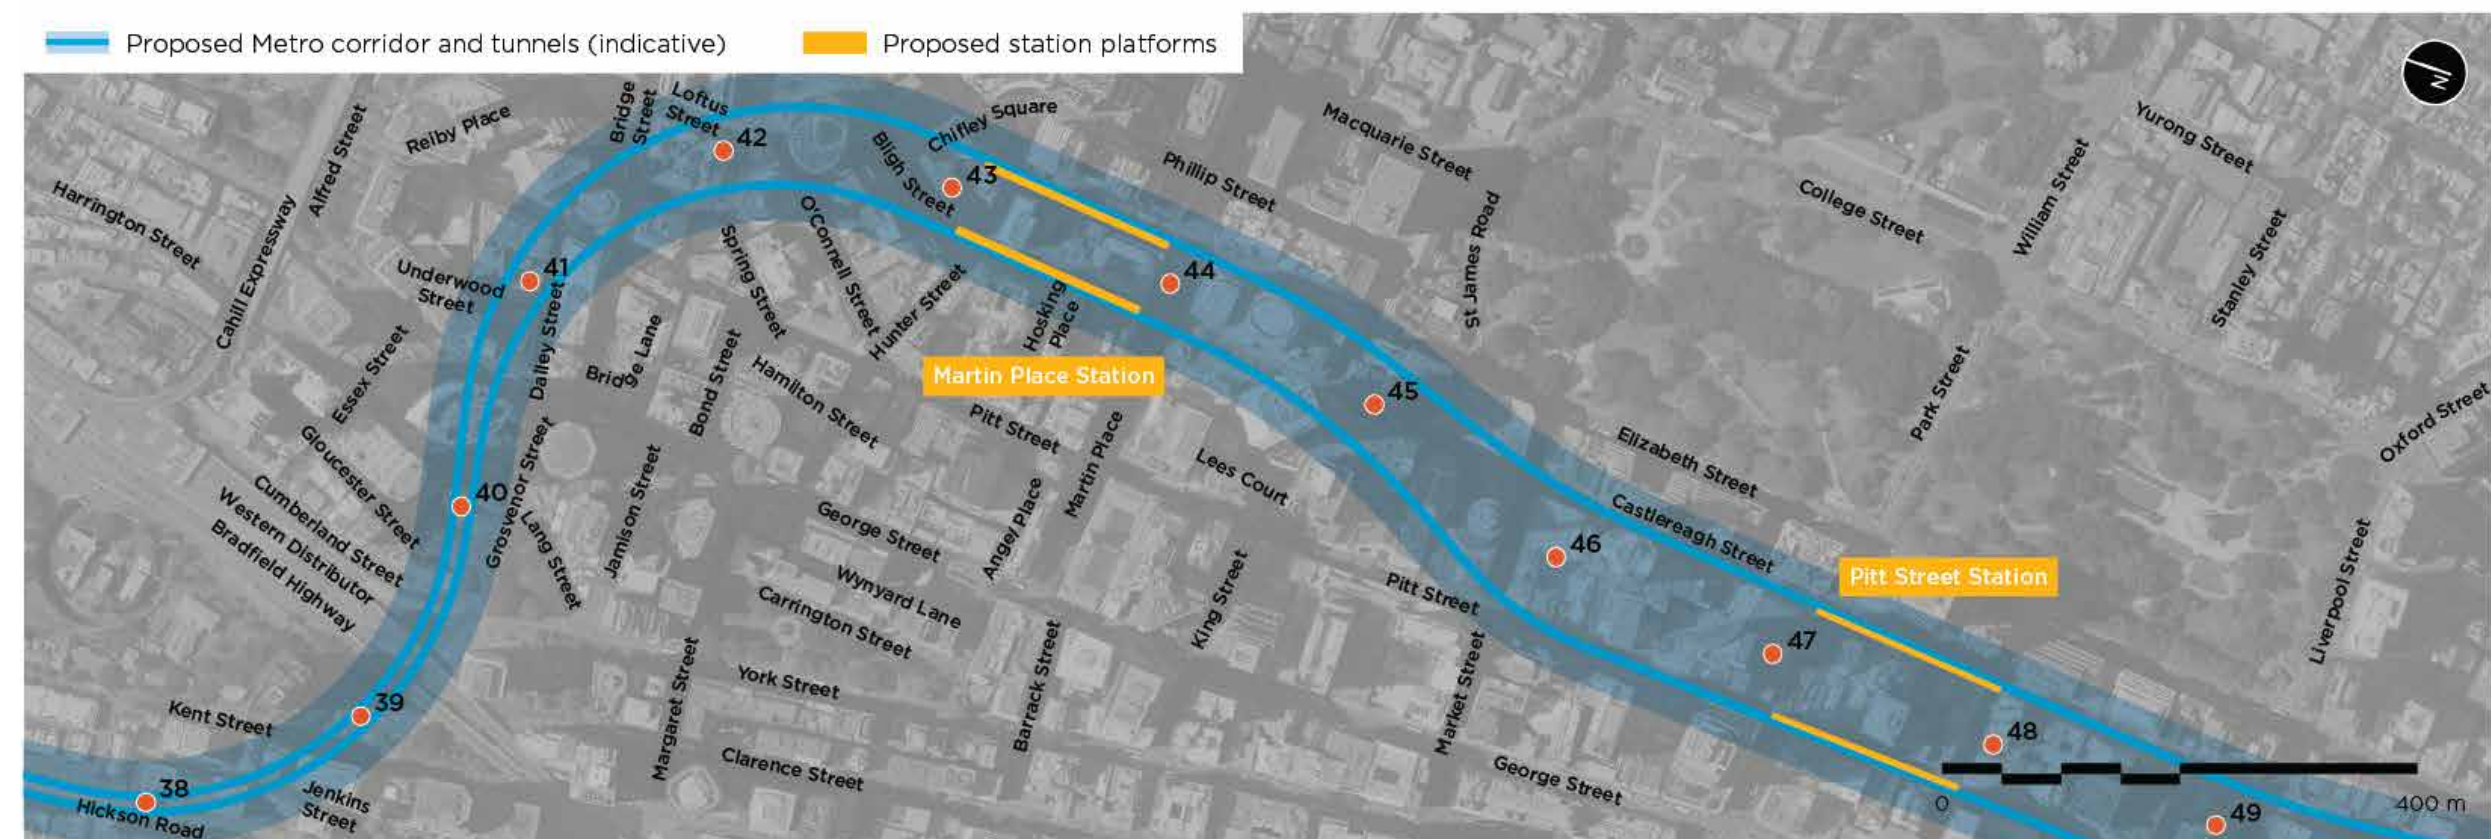 Proposed Metro corridor and tunnels (indicative)
Proposed station platforms
N
Harrington Street
Cahill Expressway
Alfred Street
Reiby Place
Bridge
Street
Loftus
Street
42
Bligh Street
Chifley Square
43
Phillip Street
Macquarie Street
St James Road
College Street
William Street
Yurong Street
Stanley Street
Underwood
Street
41
Dalley Street
Spring Street
O'Connell Street
Hunter Street
Hosking
Place
44
Essex Street
Bridge Lane
Bond Street
Hamilton Street
Martin Place Station
Pitt Street
Martin Place
45
Park Street
Oxford Street
Gloucester Street
Cumberland Street
Western Distributor
Bradfield Highway
40
Grosvenor Street
Lang Street
Jamison Street
George Street
Angel Place
Lees Court
Elizabeth Street
Castlereagh Street
46
Wynyard Lane
Carrington Street
King Street
Pitt Street
Pitt Street Station
Liverpool Street
Kent Street
39
Margaret Street
York Street
Barrack Street
Market Street
47
38
Hickson Road
Jenkins
Street
Clarence Street
George Street
48
0
400 m
49